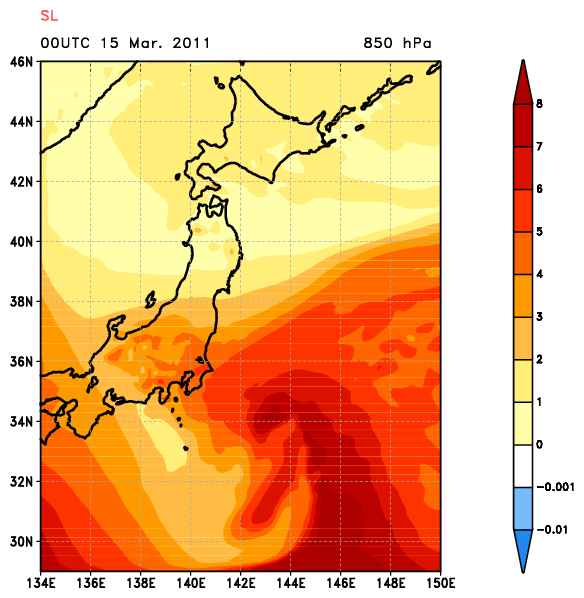 SL
00UTC 15 Mar. 2011 850 hPa
46N
44N
42N
40N
38N
36N
34N
32N
30N
134E 136E 138E 140E 142E 144E 146E 148E 150E
8
7
6
5
4
3
2
1
0
-0.001
-0.01